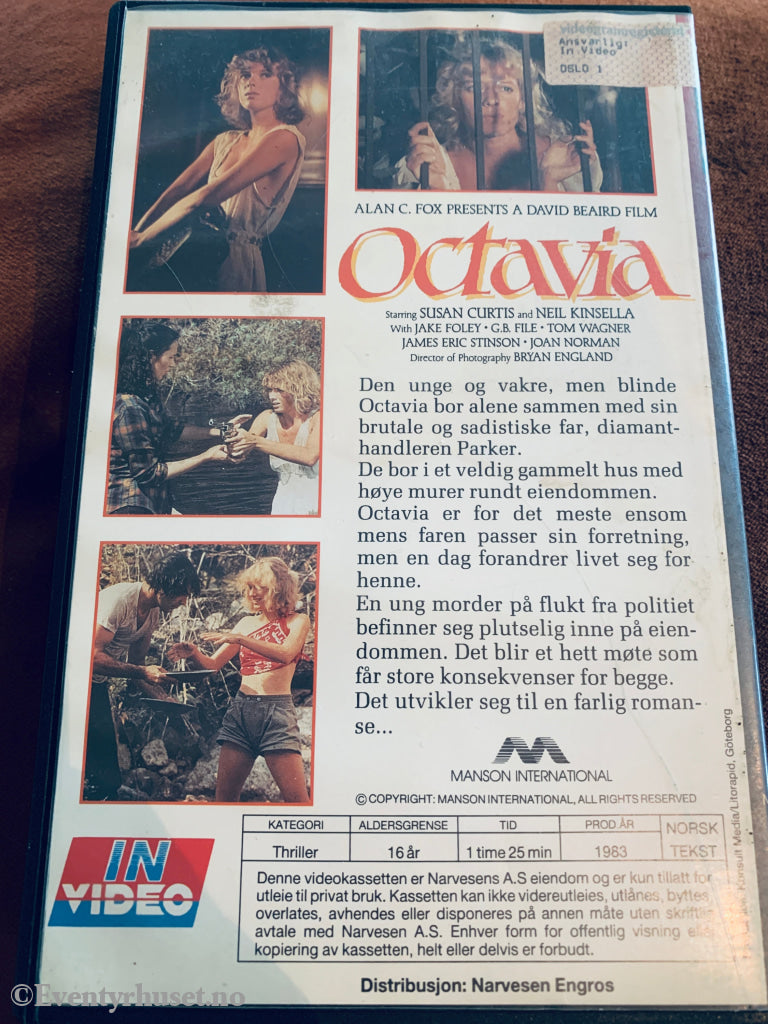 videogramregisteret
Ansvarlig:
In Video
OSLO 1
ALAN C. FOX PRESENTS A DAVID BEAIRD FILM
Octavia
Starring SUSAN CURTIS and NEIL KINSELLA
With JAKE FOLEY · G.B. FILE · TOM WAGNER
JAMES ERIC STINSON · JOAN NORMAN
Director of Photography BRYAN ENGLAND
Den unge og vakre, men blinde
Octavia bor alene sammen med sin
brutale og sadistiske far, diamant-
handleren Parker.
De bor i et veldig gammelt hus med
høye murer rundt eiendommen.
Octavia er for det meste ensom
mens faren passer sin forretning,
men en dag forandrer livet seg for
henne.
En ung morder på flukt fra politiet
befinner seg plutselig inne på eien-
dommen. Det blir et hett møte som
får store konsekvenser for begge.
Det utvikler seg til en farlig roman-
se...
MANSON INTERNATIONAL
© COPYRIGHT: MANSON INTERNATIONAL, ALL RIGHTS RESERVED
KATEGORI ALDERSGRENSE TID PROD ÅR NORSK
Thriller 16 år 1 time 25 min 1983 TEKST
Denne videokassetten er Narvesens A.S eiendom og er kun tillatt for
utleie til privat bruk. Kassetten kan ikke videreutleies, utlånes, byttes,
overlates, avhendes eller disponeres på annen måte uten skriftlig
avtale med Narvesen A.S. Enhver form for offentlig visning eller
kopiering av kassetten, helt eller delvis er forbudt.
IN
VIDEO
Distribusjon: Narvesen Engros
Konsult Media/Litorapid, Göteborg
©Eventyrhuset.no